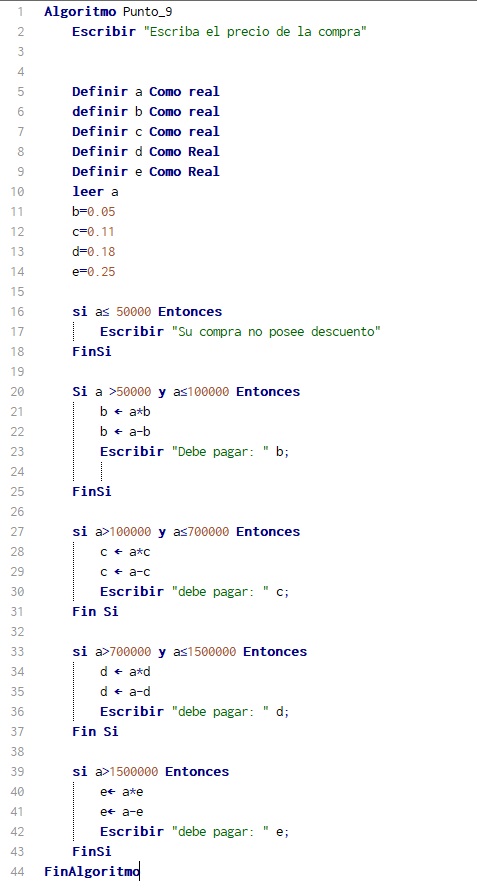 1 Algoritmo Punto_9
2 Escribir "Escriba el precio de la compra"
3
4
5 Definir a Como real
6 definir b Como real
7 Definir c Como real
8 Definir d Como Real
9 Definir e Como Real
10 leer a
11 b=0.05
12 c=0.11
13 d=0.18
14 e=0.25
15
16 si a≤ 50000 Entonces
17 Escribir "Su compra no posee descuento"
18 FinSi
19
20 Si a >50000 y a≤100000 Entonces
21 b ← a*b
22 b ← a-b
23 Escribir "Debe pagar: " b;
24
25 FinSi
26
27 si a>100000 y a≤700000 Entonces
28 c ← a*c
29 c ← a-c
30 Escribir "debe pagar: " c;
31 Fin Si
32
33 si a>700000 y a≤1500000 Entonces
34 d ← a*d
35 d ← a-d
36 Escribir "debe pagar: " d;
37 Fin Si
38
39 si a>1500000 Entonces
40 e← a*e
41 e← a-e
42 Escribir "debe pagar: " e;
43 FinSi
44 FinAlgoritmo